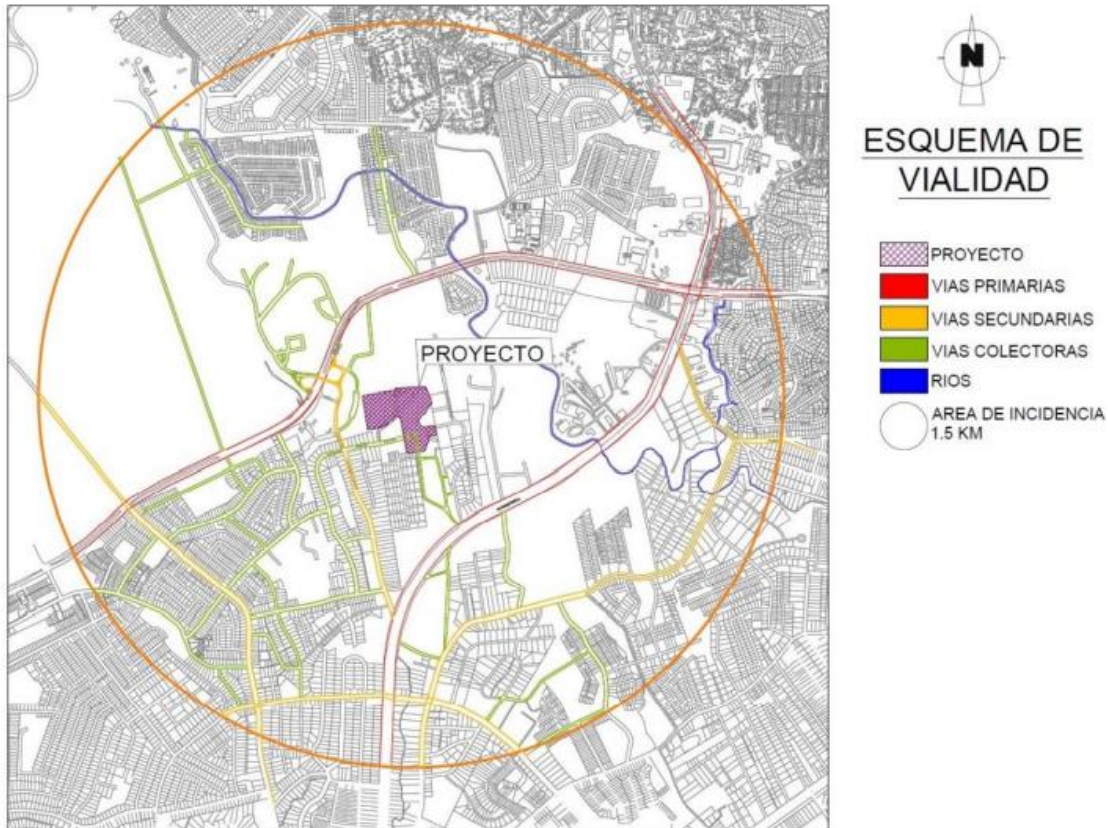 N
ESQUEMA DE
VIALIDAD
PROYECTO
VIAS PRIMARIAS
VIAS SECUNDARIAS
VIAS COLECTORAS
RIOS
AREA DE INCIDENCIA
1.5 KM
PROYECTO